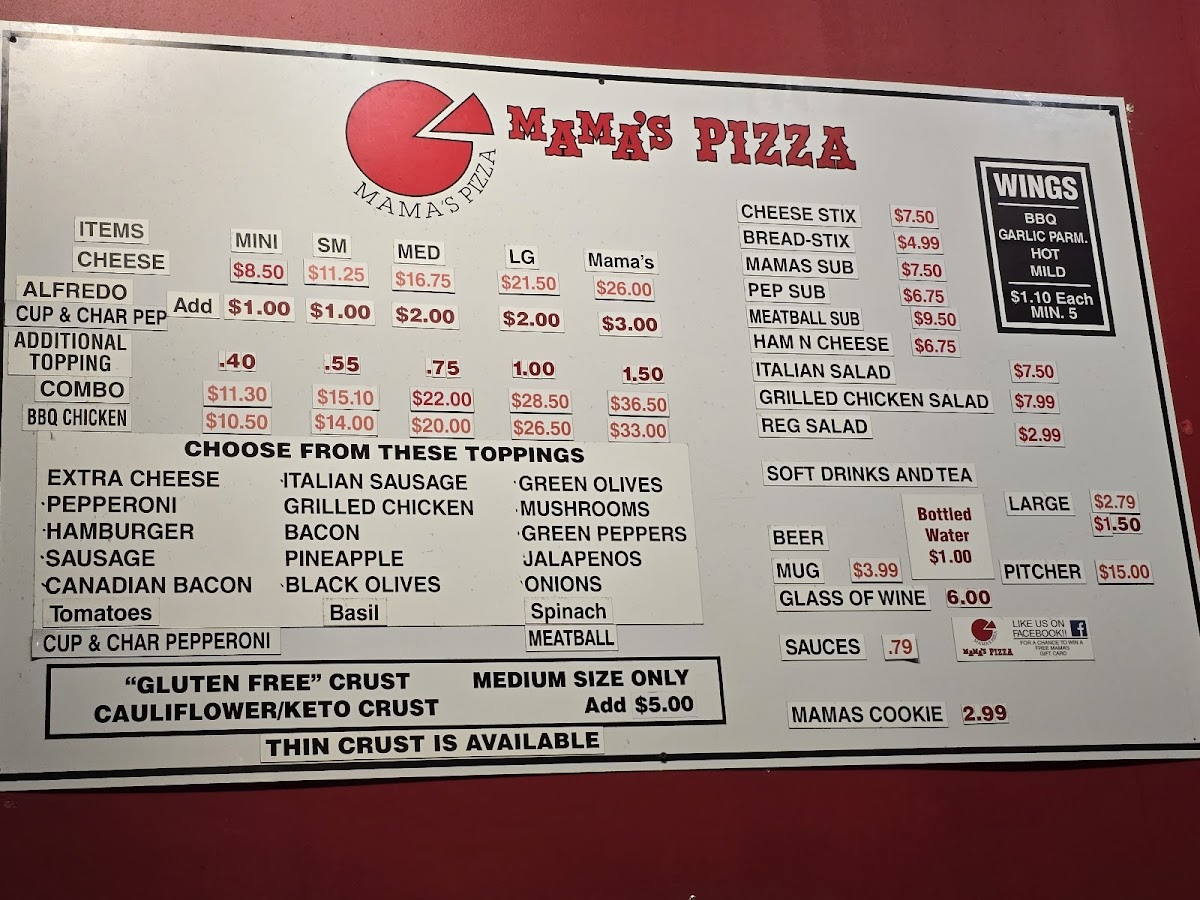 MAMA'S PIZZA
MAMA'S PIZZA
ITEMS MINI SM MED LG Mama's
CHEESE $8.50 $11.25 $16.75 $21.50 $26.00
ALFREDO
CUP & CHAR PEP Add $1.00 $1.00 $2.00 $2.00 $3.00
ADDITIONAL
TOPPING .40 .55 .75 1.00 1.50
COMBO $11.30 $15.10 $22.00 $28.50 $36.50
BBQ CHICKEN $10.50 $14.00 $20.00 $26.50 $33.00
CHOOSE FROM THESE TOPPINGS
EXTRA CHEESE ·ITALIAN SAUSAGE ·GREEN OLIVES
·PEPPERONI GRILLED CHICKEN ·MUSHROOMS
·HAMBURGER BACON ·GREEN PEPPERS
·SAUSAGE PINEAPPLE ·JALAPENOS
·CANADIAN BACON ·BLACK OLIVES ·ONIONS
Tomatoes Basil Spinach
CUP & CHAR PEPPERONI MEATBALL
“GLUTEN FREE” CRUST MEDIUM SIZE ONLY
CAULIFLOWER/KETO CRUST Add $5.00
THIN CRUST IS AVAILABLE
CHEESE STIX $7.50
BREAD-STIX $4.99
MAMAS SUB $7.50
PEP SUB $6.75
MEATBALL SUB $9.50
HAM N CHEESE $6.75
ITALIAN SALAD $7.50
GRILLED CHICKEN SALAD $7.99
REG SALAD $2.99
WINGS
BBQ
GARLIC PARM.
HOT
MILD
$1.10 Each
MIN. 5
SOFT DRINKS AND TEA
LARGE $2.79
$1.50
Bottled
Water
$1.00
BEER
MUG $3.99 PITCHER $15.00
GLASS OF WINE 6.00
SAUCES .79
MAMA'S PIZZA
LIKE US ON
FACEBOOK!! f
FOR A CHANCE TO WIN A
FREE MAMA'S
GIFT CARD
MAMAS COOKIE 2.99